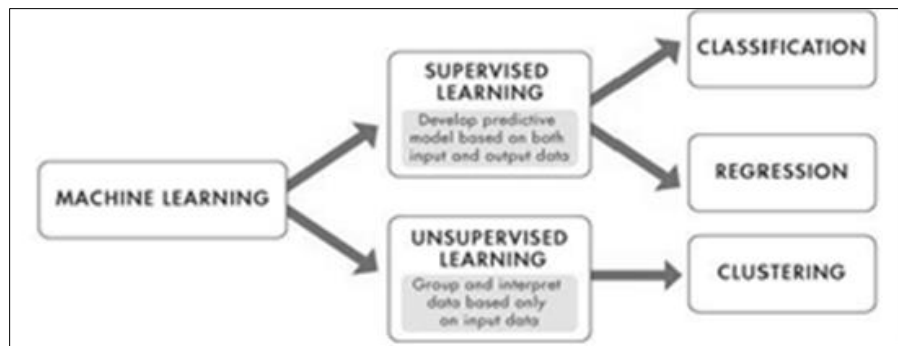 MACHINE LEARNING
SUPERVISED
LEARNING
Develop predictive
model based on both
input and output data
UNSUPERVISED
LEARNING
Group and interpret
data based only
on input data
CLASSIFICATION
REGRESSION
CLUSTERING